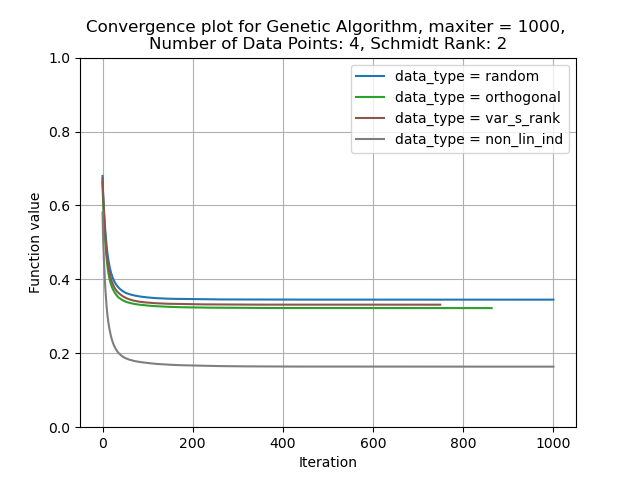 Convergence plot for Genetic Algorithm, maxiter = 1000,
Number of Data Points: 4, Schmidt Rank: 2
1.0
0.8
0.6
0.4
0.2
0.0
Function value
data_type = random
data_type = orthogonal
data_type = var_s_rank
data_type = non_lin_ind
0 200 400 600 800 1000
Iteration